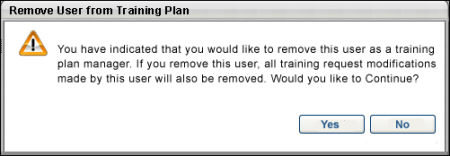 Remove User from Training Plan
You have indicated that you would like to remove this user as a training
plan manager. If you remove this user, all training request modifications
made by this user will also be removed. Would you like to Continue?
Yes No